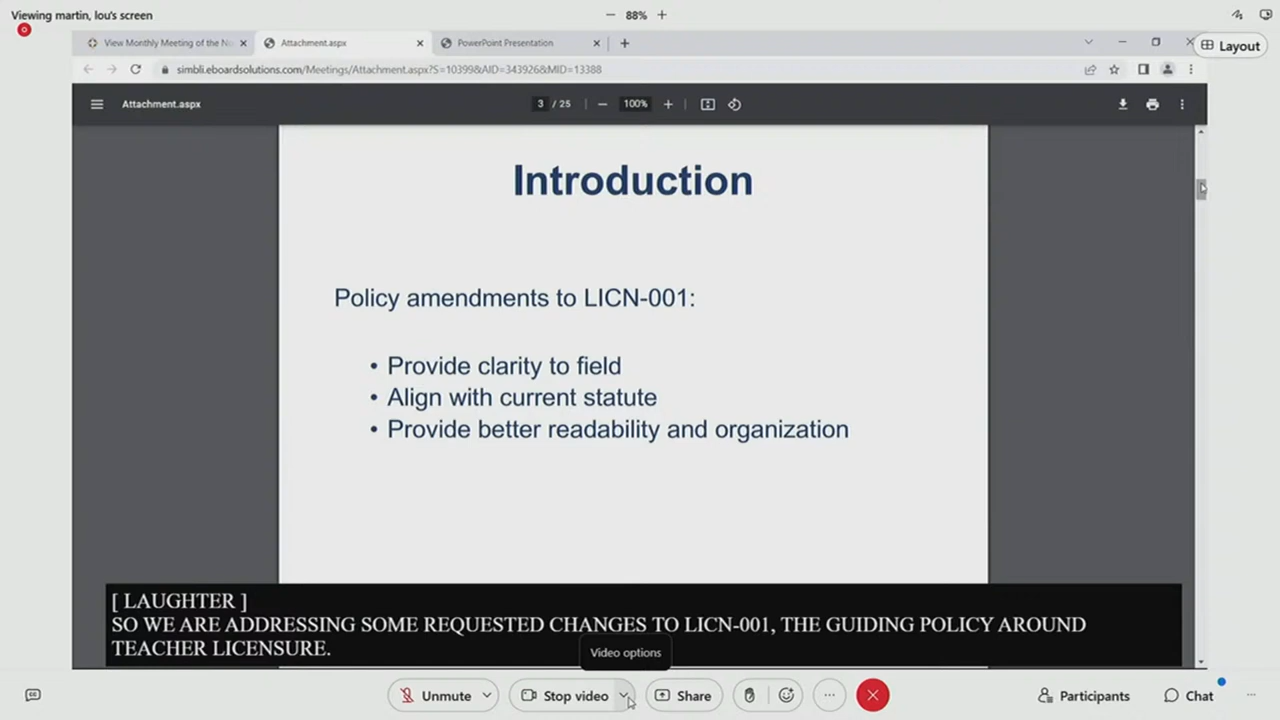 Viewing martin, lou's screen
88%
View Monthly Meeting of the No
Attachment.aspx
PowerPoint Presentation
Layout
simbli.eboardsolutions.com/Meetings/Attachment.aspx?S=10399&AID=343926&MID=13388
Attachment.aspx
3 / 25
100%
Introduction
Policy amendments to LICN-001:
• Provide clarity to field
• Align with current statute
• Provide better readability and organization
[ LAUGHTER ]
SO WE ARE ADDRESSING SOME REQUESTED CHANGES TO LICN-001, THE GUIDING POLICY AROUND
TEACHER LICENSURE.
Video options
Unmute
Stop video
Share
Participants
Chat